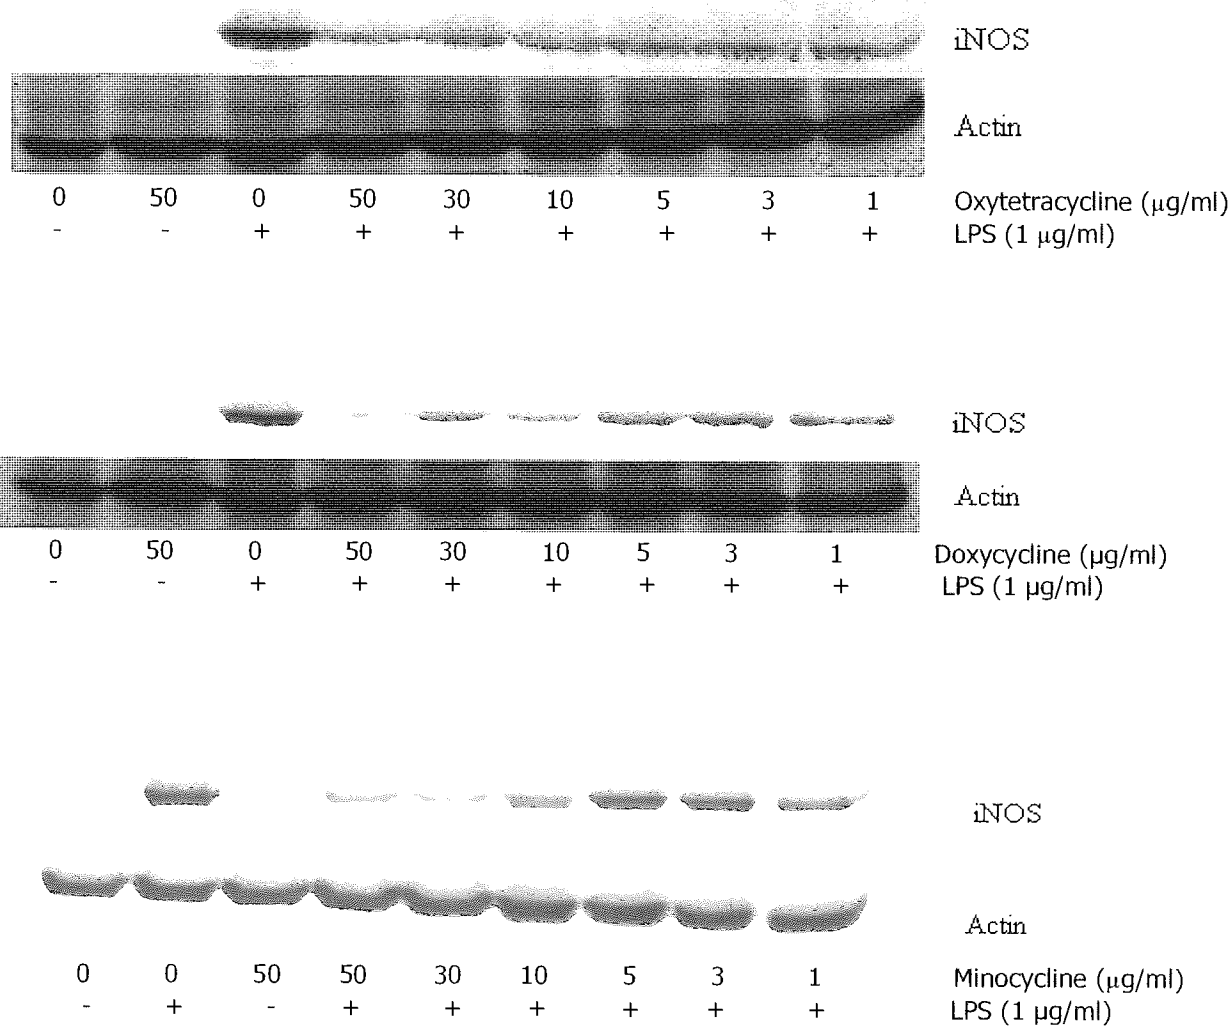 iNOS
Actin
0 50 0 50 30 10 5 3 1 Oxytetracycline (μg/ml)
- - + + + + + + + LPS (1 μg/ml)
iNOS
Actin
0 50 0 50 30 10 5 3 1 Doxycycline (μg/ml)
- - + + + + + + + LPS (1 μg/ml)
iNOS
Actin
0 0 50 50 30 10 5 3 1 Minocycline (μg/ml)
- + - + + + + + + LPS (1 μg/ml)